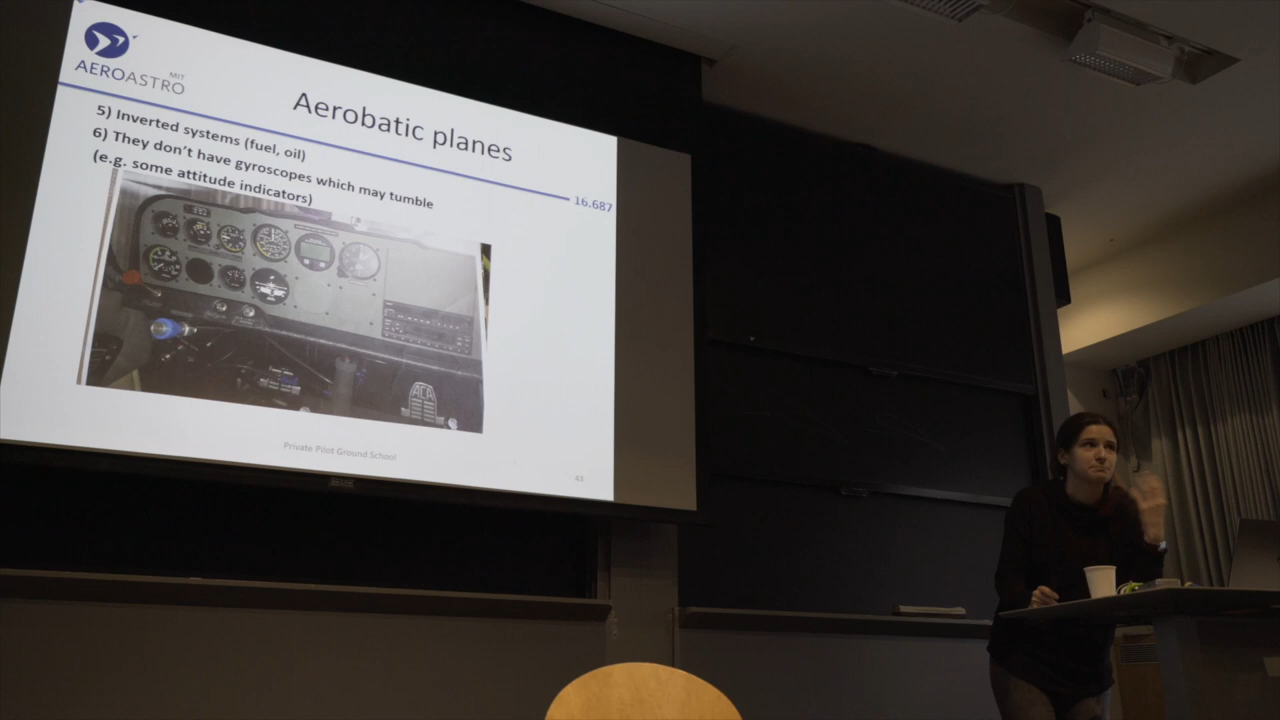 MIT
AEROASTRO
Aerobatic planes
16.687
5) Inverted systems (fuel, oil)
6) They don't have gyroscopes which may tumble
(e.g. some attitude indicators)
ACA
Private Pilot Ground School
43